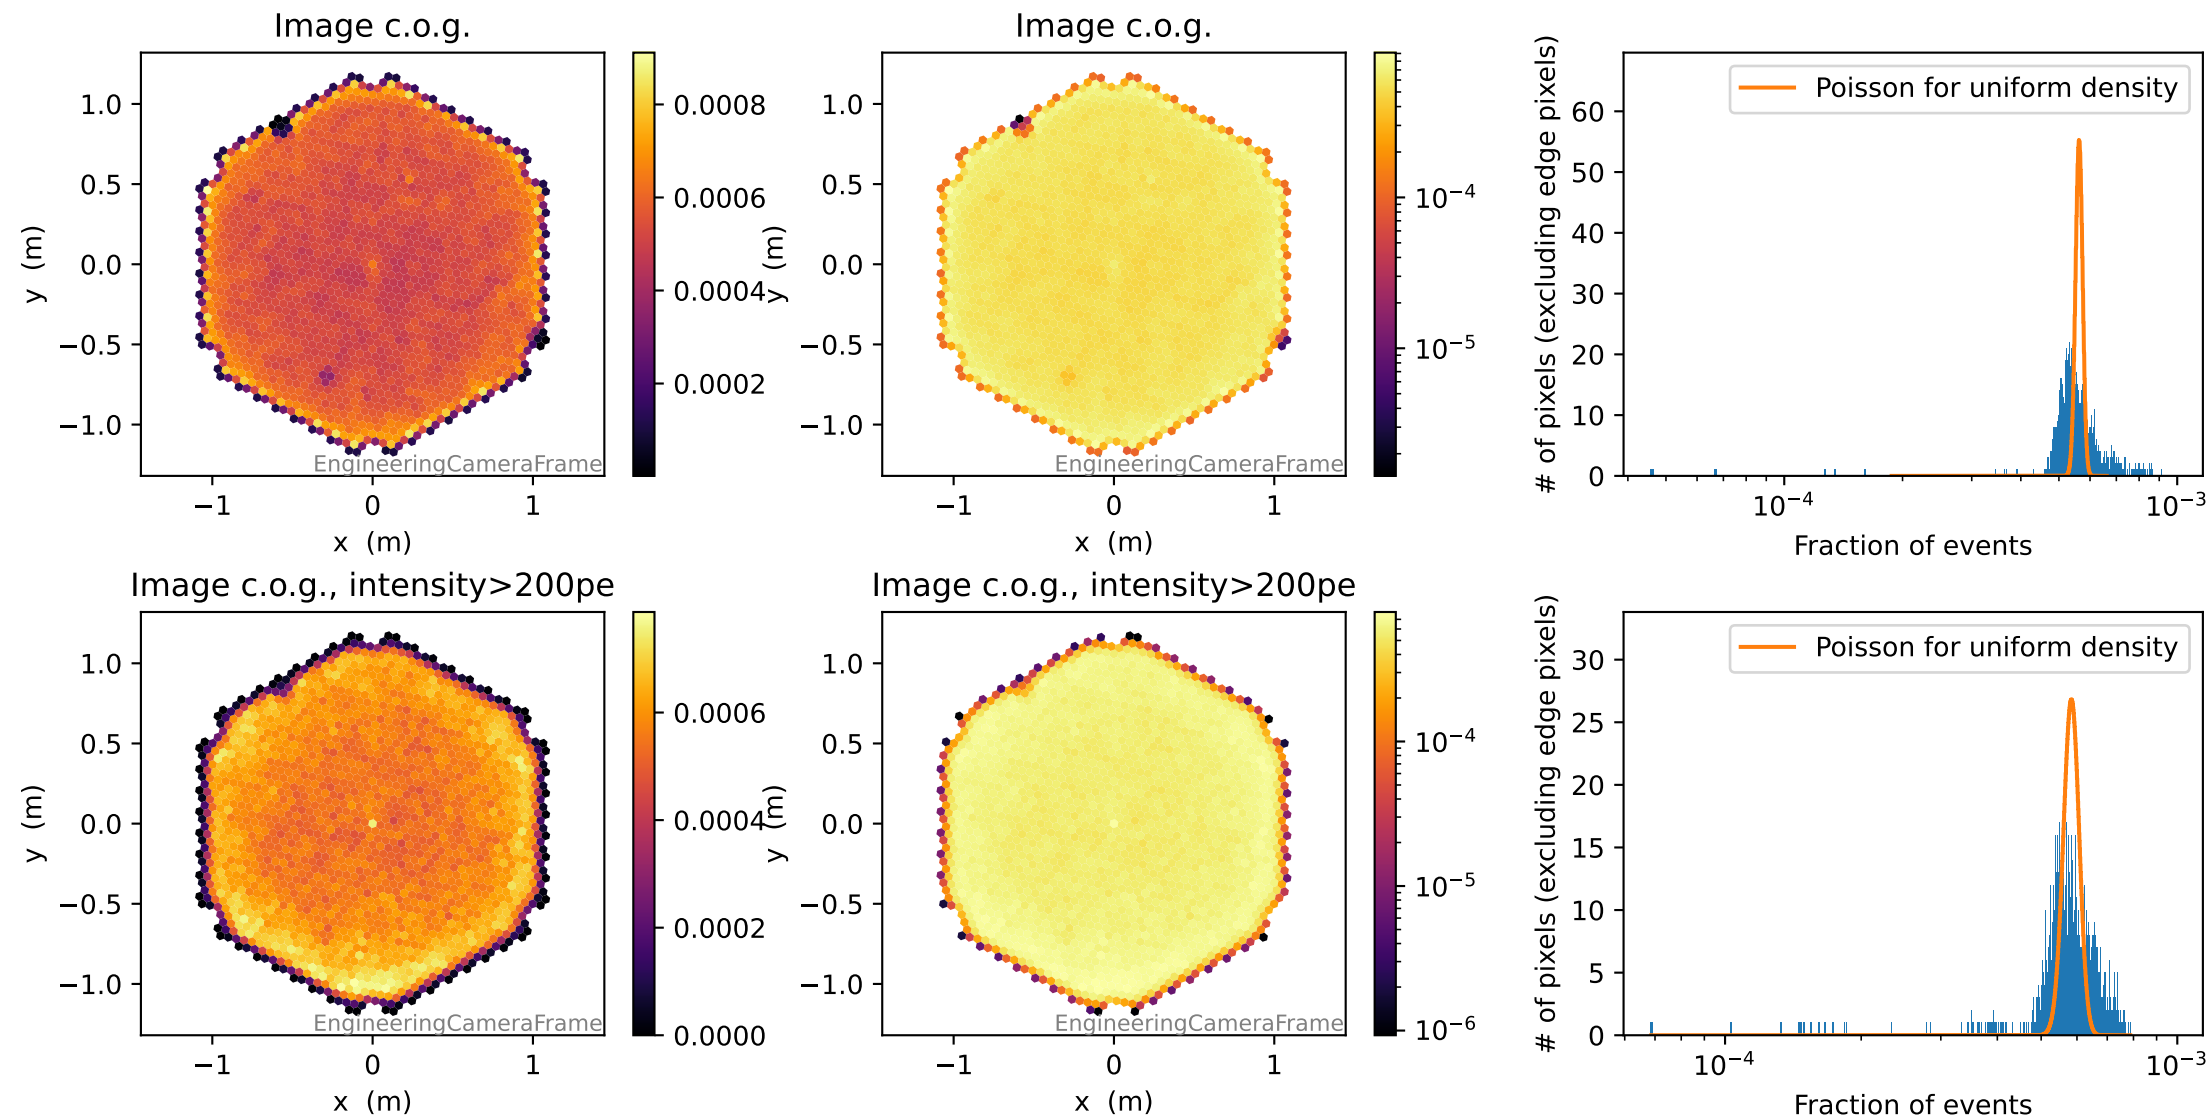 Image c.o.g.
1.0
0.5
0.0
−0.5
−1.0
y (m)
−1
0
1
x (m)
EngineeringCameraFrame
0.0008
0.0006
0.0004
0.0002
Image c.o.g.
1.0
0.5
0.0
−0.5
−1.0
y (m)
−1
0
1
x (m)
EngineeringCameraFrame
10−4
10−5
Poisson for uniform density
60
50
40
30
20
10
0
# of pixels (excluding edge pixels)
10−4
10−3
Fraction of events
Image c.o.g., intensity>200pe
1.0
0.5
0.0
−0.5
−1.0
y (m)
−1
0
1
x (m)
EngineeringCameraFrame
0.0006
0.0004
0.0002
0.0000
Image c.o.g., intensity>200pe
1.0
0.5
0.0
−0.5
−1.0
y (m)
−1
0
1
x (m)
EngineeringCameraFrame
10−4
10−5
10−6
Poisson for uniform density
30
25
20
15
10
5
0
# of pixels (excluding edge pixels)
10−4
10−3
Fraction of events